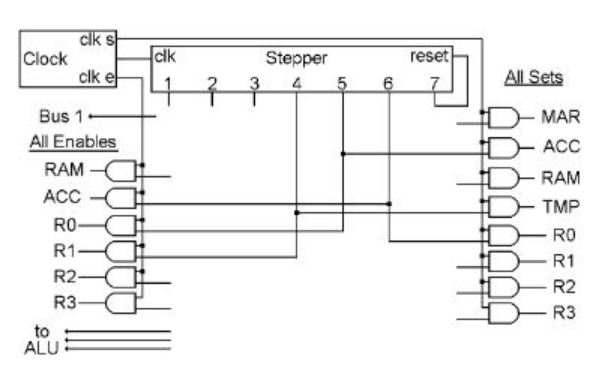 clk s
Clock
clk e
clk Stepper reset
1 2 3 4 5 6 7
Bus 1
All Enables
RAM
ACC
R0
R1
R2
R3
to
ALU
All Sets
MAR
ACC
RAM
TMP
R0
R1
R2
R3